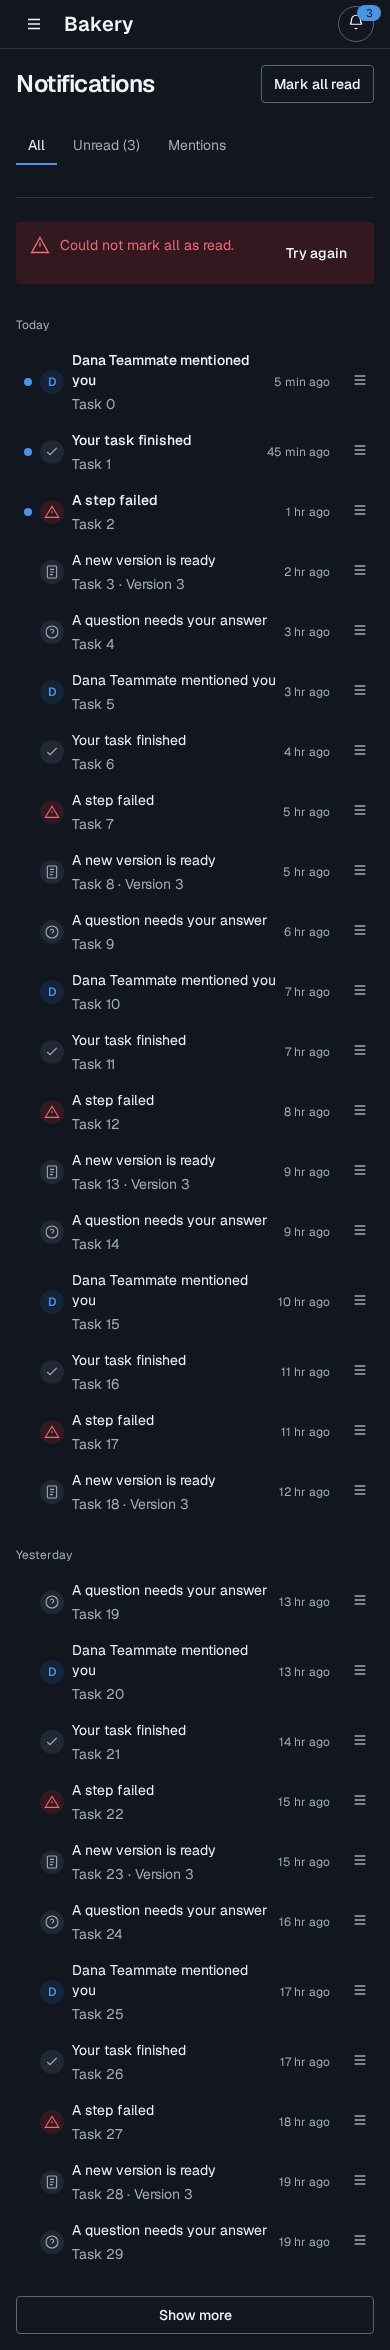 Bakery
3
Notifications
Mark all read
All
Unread (3)
Mentions
Could not mark all as read.
Try again
Today
D
Dana Teammate mentioned
you
5 min ago
Task 0
Your task finished
45 min ago
Task 1
A step failed
1 hr ago
Task 2
A new version is ready
2 hr ago
Task 3 · Version 3
A question needs your answer
3 hr ago
Task 4
D
Dana Teammate mentioned you
3 hr ago
Task 5
Your task finished
4 hr ago
Task 6
A step failed
5 hr ago
Task 7
A new version is ready
5 hr ago
Task 8 · Version 3
A question needs your answer
6 hr ago
Task 9
D
Dana Teammate mentioned you
7 hr ago
Task 10
Your task finished
7 hr ago
Task 11
A step failed
8 hr ago
Task 12
A new version is ready
9 hr ago
Task 13 · Version 3
A question needs your answer
9 hr ago
Task 14
D
Dana Teammate mentioned
you
10 hr ago
Task 15
Your task finished
11 hr ago
Task 16
A step failed
11 hr ago
Task 17
A new version is ready
12 hr ago
Task 18 · Version 3
Yesterday
A question needs your answer
13 hr ago
Task 19
D
Dana Teammate mentioned
you
13 hr ago
Task 20
Your task finished
14 hr ago
Task 21
A step failed
15 hr ago
Task 22
A new version is ready
15 hr ago
Task 23 · Version 3
A question needs your answer
16 hr ago
Task 24
D
Dana Teammate mentioned
you
17 hr ago
Task 25
Your task finished
17 hr ago
Task 26
A step failed
18 hr ago
Task 27
A new version is ready
19 hr ago
Task 28 · Version 3
A question needs your answer
19 hr ago
Task 29
Show more